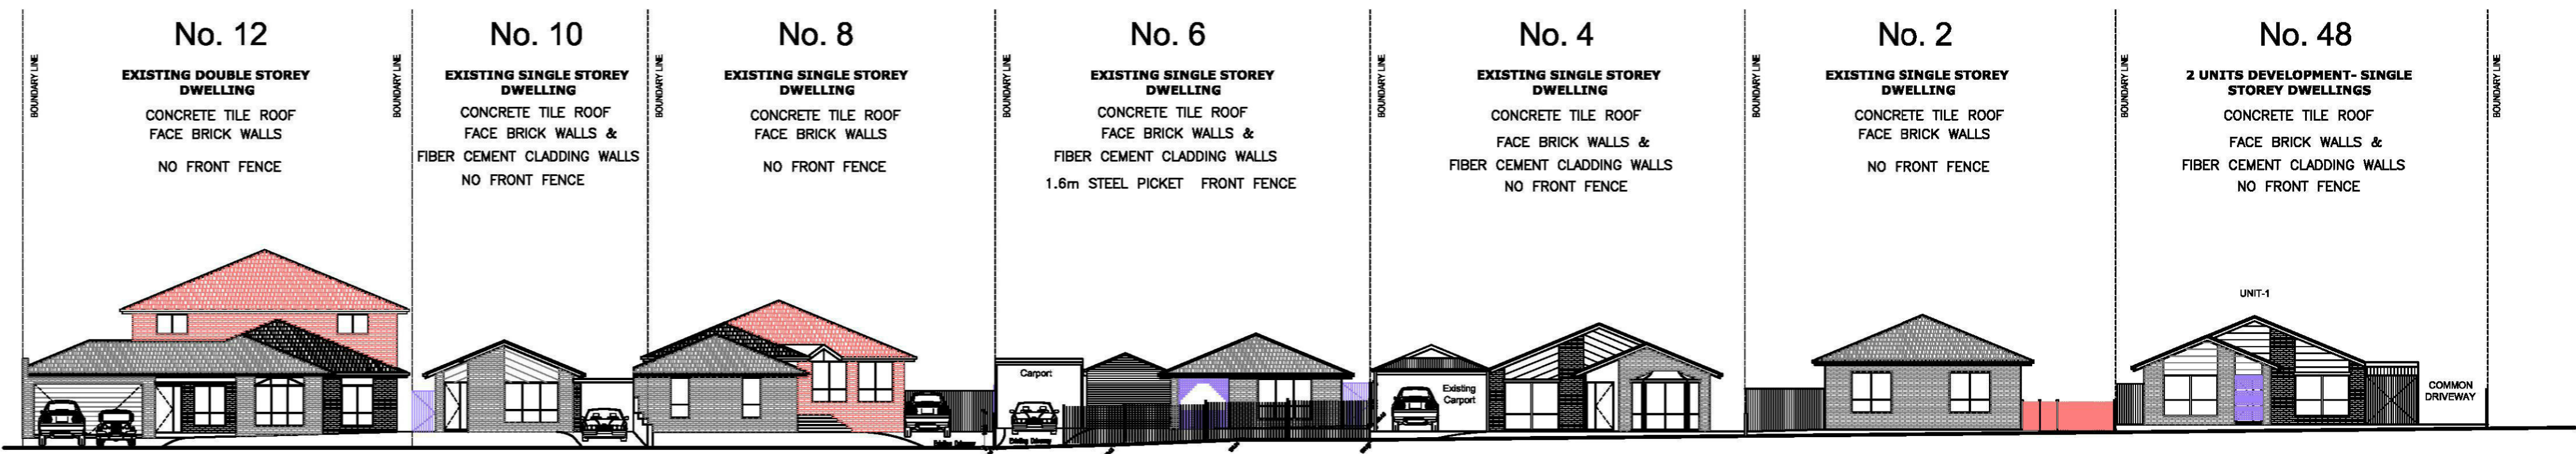 No. 12
BOUNDARY LINE
BOUNDARY LINE
EXISTING DOUBLE STOREY
DWELLING
CONCRETE TILE ROOF
FACE BRICK WALLS
NO FRONT FENCE
No. 10
EXISTING SINGLE STOREY
DWELLING
CONCRETE TILE ROOF
FACE BRICK WALLS &
FIBER CEMENT CLADDING WALLS
NO FRONT FENCE
No. 8
BOUNDARY LINE
EXISTING SINGLE STOREY
DWELLING
CONCRETE TILE ROOF
FACE BRICK WALLS
NO FRONT FENCE
Existing Driveway
No. 6
BOUNDARY LINE
EXISTING SINGLE STOREY
DWELLING
CONCRETE TILE ROOF
FACE BRICK WALLS &
FIBER CEMENT CLADDING WALLS
1.6m STEEL PICKET FRONT FENCE
Carport
Existing Driveway
No. 4
BOUNDARY LINE
EXISTING SINGLE STOREY
DWELLING
CONCRETE TILE ROOF
FACE BRICK WALLS &
FIBER CEMENT CLADDING WALLS
NO FRONT FENCE
Existing
Carport
No. 2
BOUNDARY LINE
EXISTING SINGLE STOREY
DWELLING
CONCRETE TILE ROOF
FACE BRICK WALLS
NO FRONT FENCE
No. 48
BOUNDARY LINE
BOUNDARY LINE
2 UNITS DEVELOPMENT- SINGLE
STOREY DWELLINGS
CONCRETE TILE ROOF
FACE BRICK WALLS &
FIBER CEMENT CLADDING WALLS
NO FRONT FENCE
UNIT-1
COMMON
DRIVEWAY